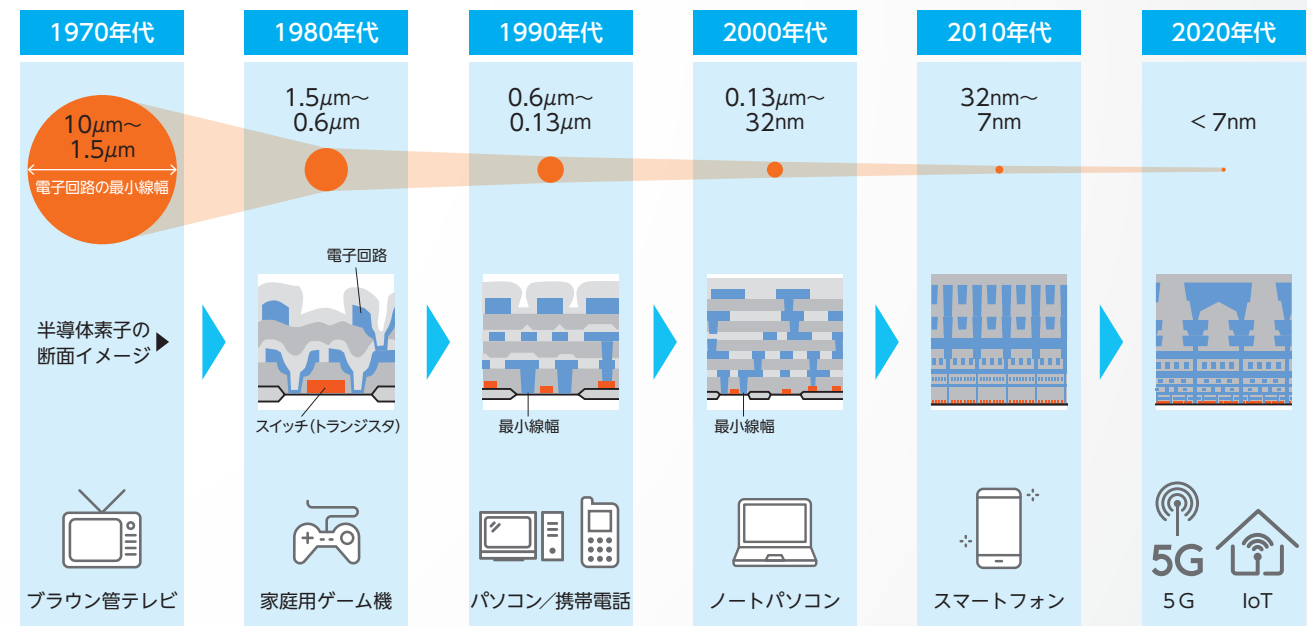 1970年代
1980年代
1990年代
2000年代
2010年代
2020年代
10μm～
1.5μm
電子回路の最小線幅
1.5μm～
0.6μm
0.6μm～
0.13μm
0.13μm～
32nm
32nm～
7nm
＜7nm
半導体素子の
断面イメージ▶
電子回路
スイッチ(トランジスタ)
最小線幅
最小線幅
5G
ブラウン管テレビ
家庭用ゲーム機
パソコン／携帯電話
ノートパソコン
スマートフォン
5G
IoT